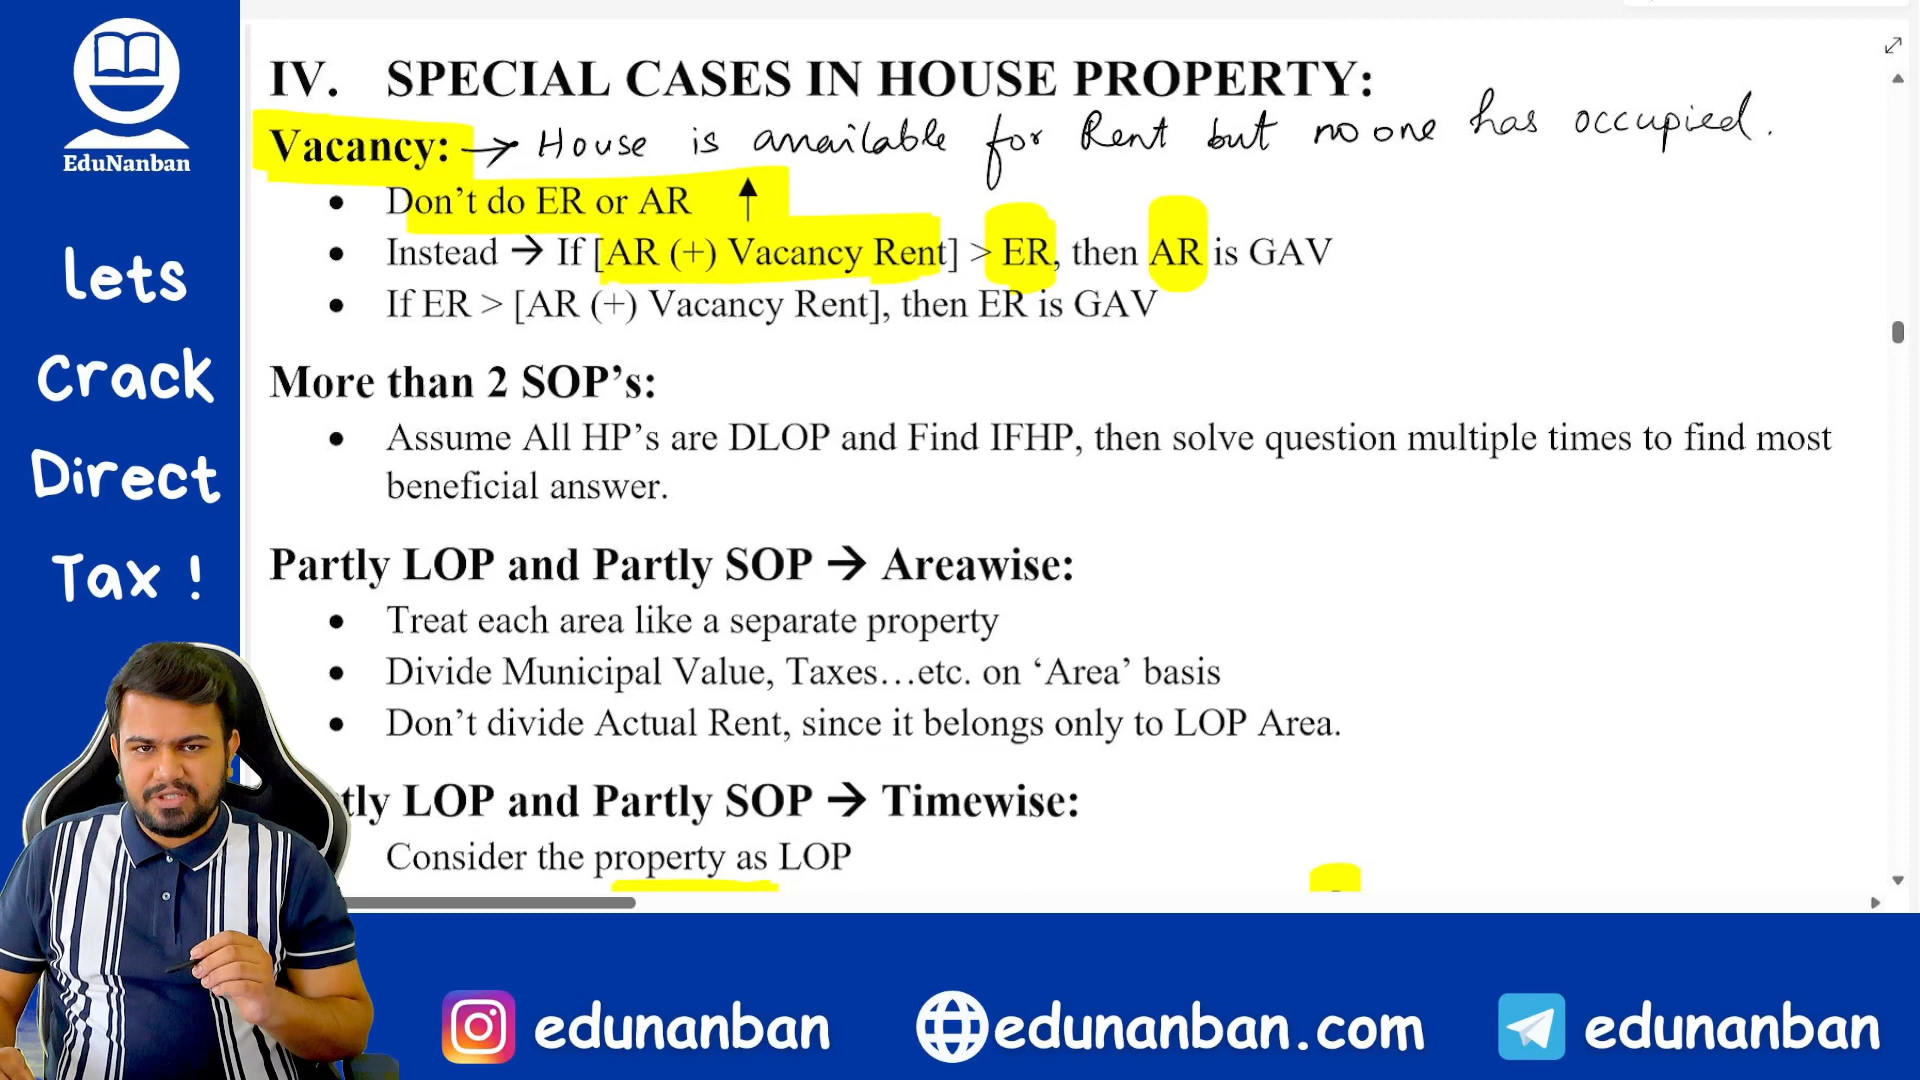 EduNanban
Lets
Crack
Direct
Tax !
IV. SPECIAL CASES IN HOUSE PROPERTY:
Vacancy: → House is available for Rent but no one has occupied.
• Don’t do ER or AR ↑
• Instead → If [AR (+) Vacancy Rent] > ER, then AR is GAV
• If ER > [AR (+) Vacancy Rent], then ER is GAV
More than 2 SOP’s:
• Assume All HP’s are DLOP and Find IFHP, then solve question multiple times to find most
beneficial answer.
Partly LOP and Partly SOP → Areawise:
• Treat each area like a separate property
• Divide Municipal Value, Taxes…etc. on ‘Area’ basis
• Don’t divide Actual Rent, since it belongs only to LOP Area.
tly LOP and Partly SOP → Timewise:
Consider the property as LOP
edunanban
edunanban.com
edunanban